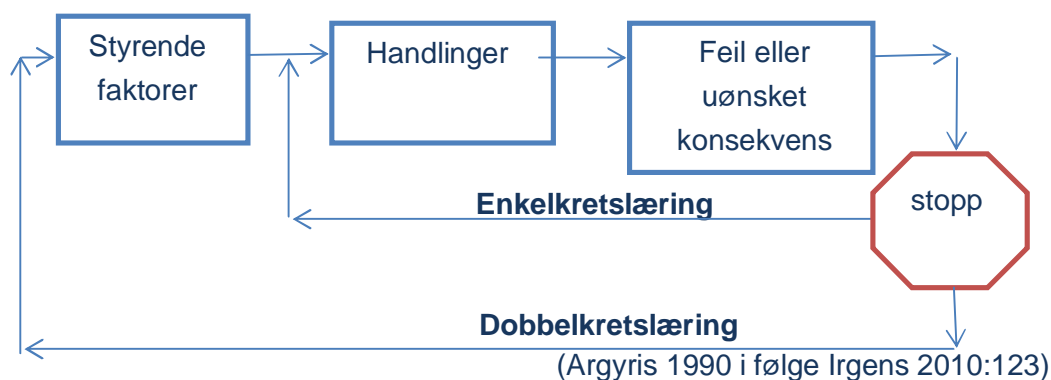 Styrende
faktorer
Handlinger
Feil eller
uønsket
konsekvens
stopp
Enkelkretslæring
Dobbelkretslæring
(Argyris 1990 i følge Irgens 2010:123)